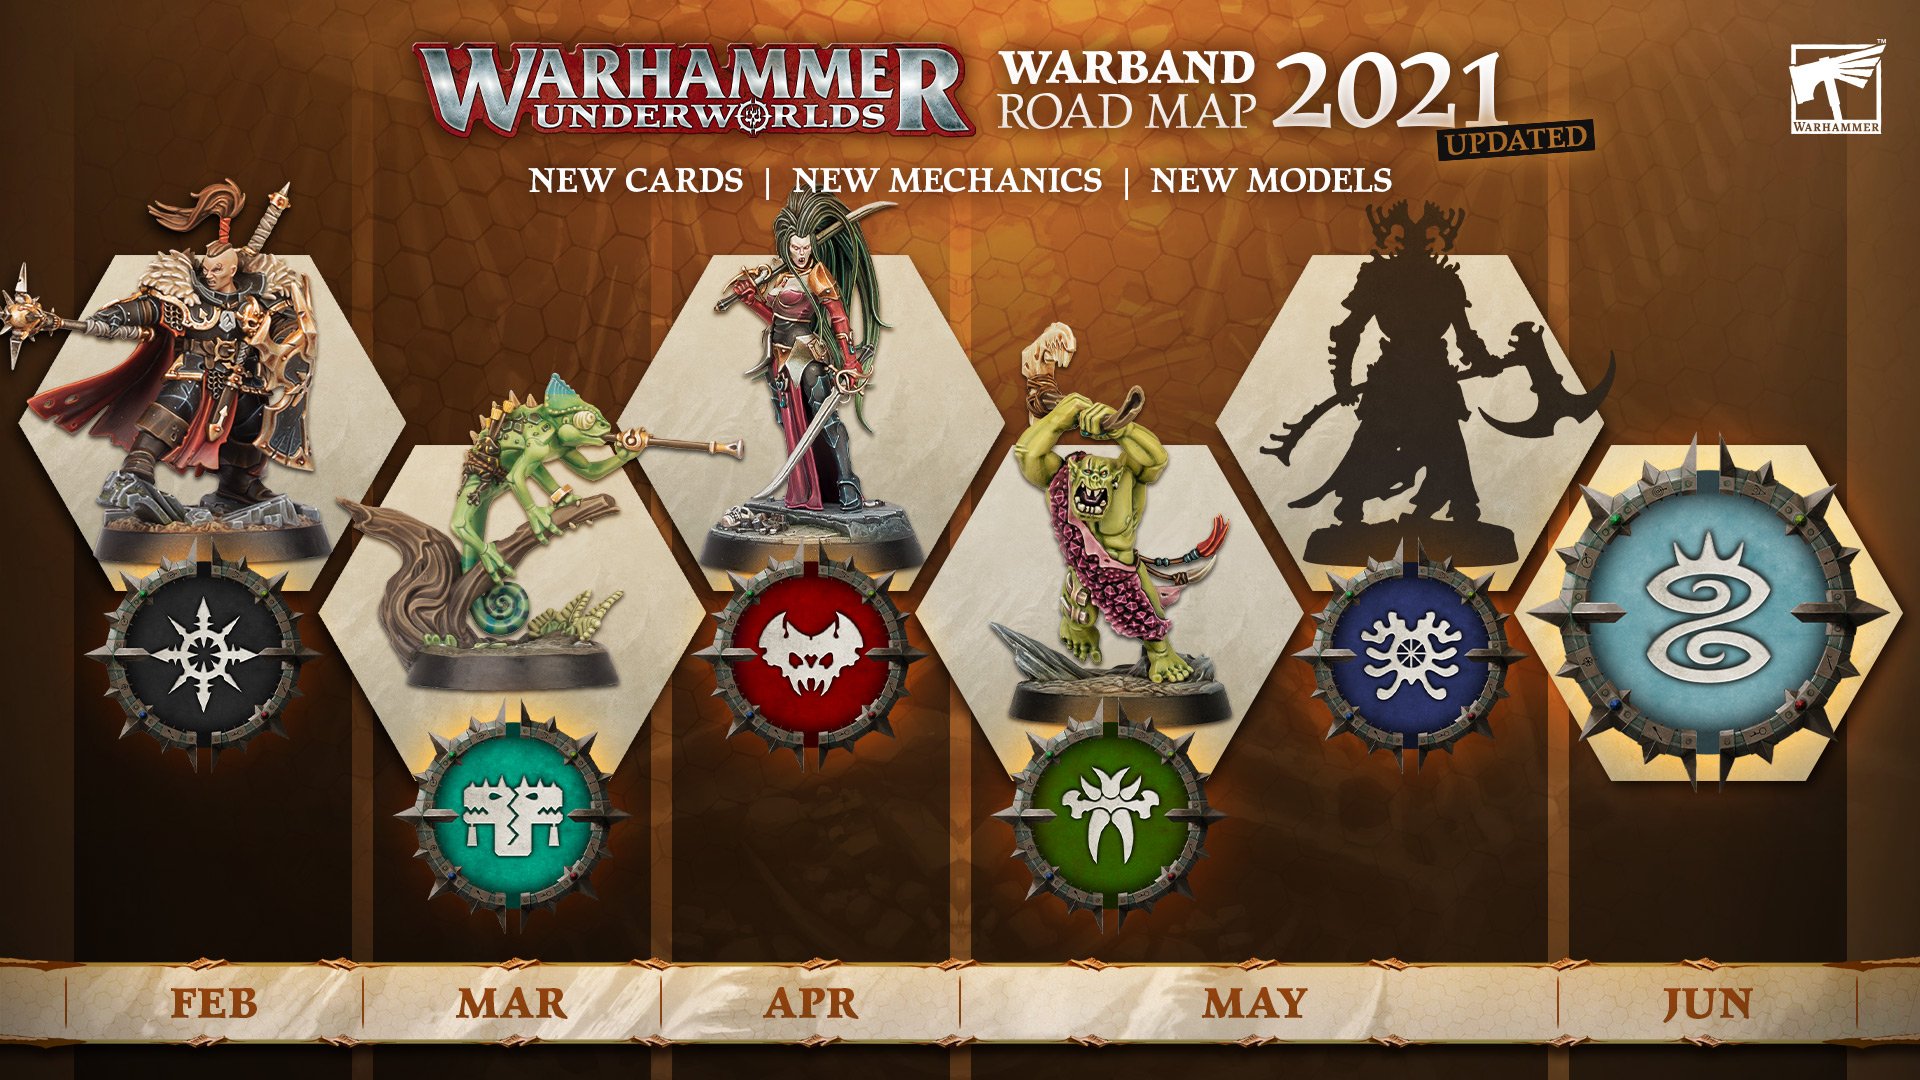 WARHAMMER
UNDERWORLDS
WARBAND
ROAD MAP 2021
UPDATED
WARHAMMER
TM
NEW CARDS | NEW MECHANICS | NEW MODELS
FEB MAR APR MAY JUN